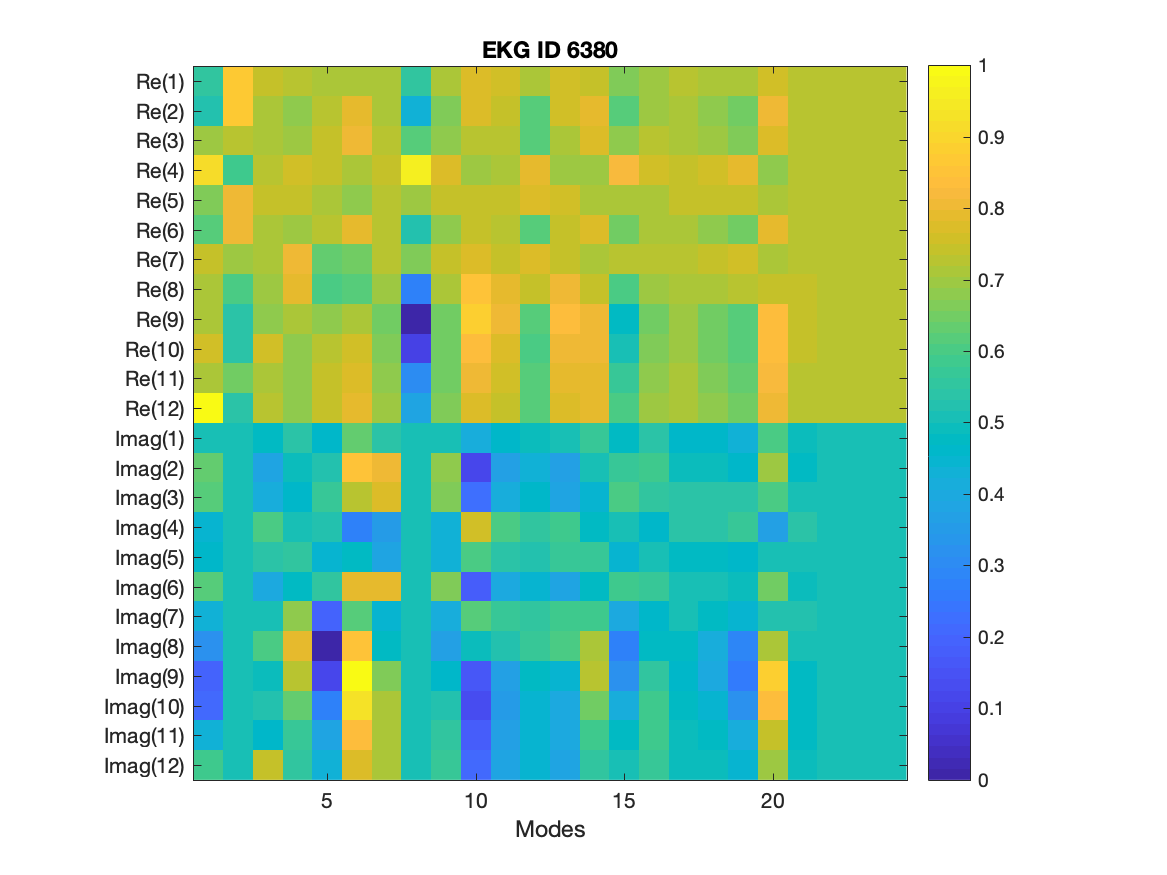 EKG ID 6380
Re(1)
Re(2)
Re(3)
Re(4)
Re(5)
Re(6)
Re(7)
Re(8)
Re(9)
Re(10)
Re(11)
Re(12)
Imag(1)
Imag(2)
Imag(3)
Imag(4)
Imag(5)
Imag(6)
Imag(7)
Imag(8)
Imag(9)
Imag(10)
Imag(11)
Imag(12)
5 10 15 20
Modes
1
0.9
0.8
0.7
0.6
0.5
0.4
0.3
0.2
0.1
0